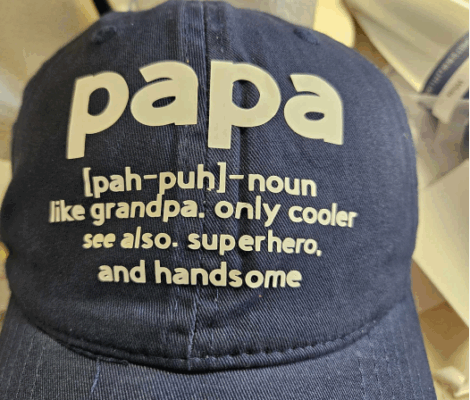 papa
[pah-puh]-noun
like grandpa. only cooler
see also. superhero,
and handsome